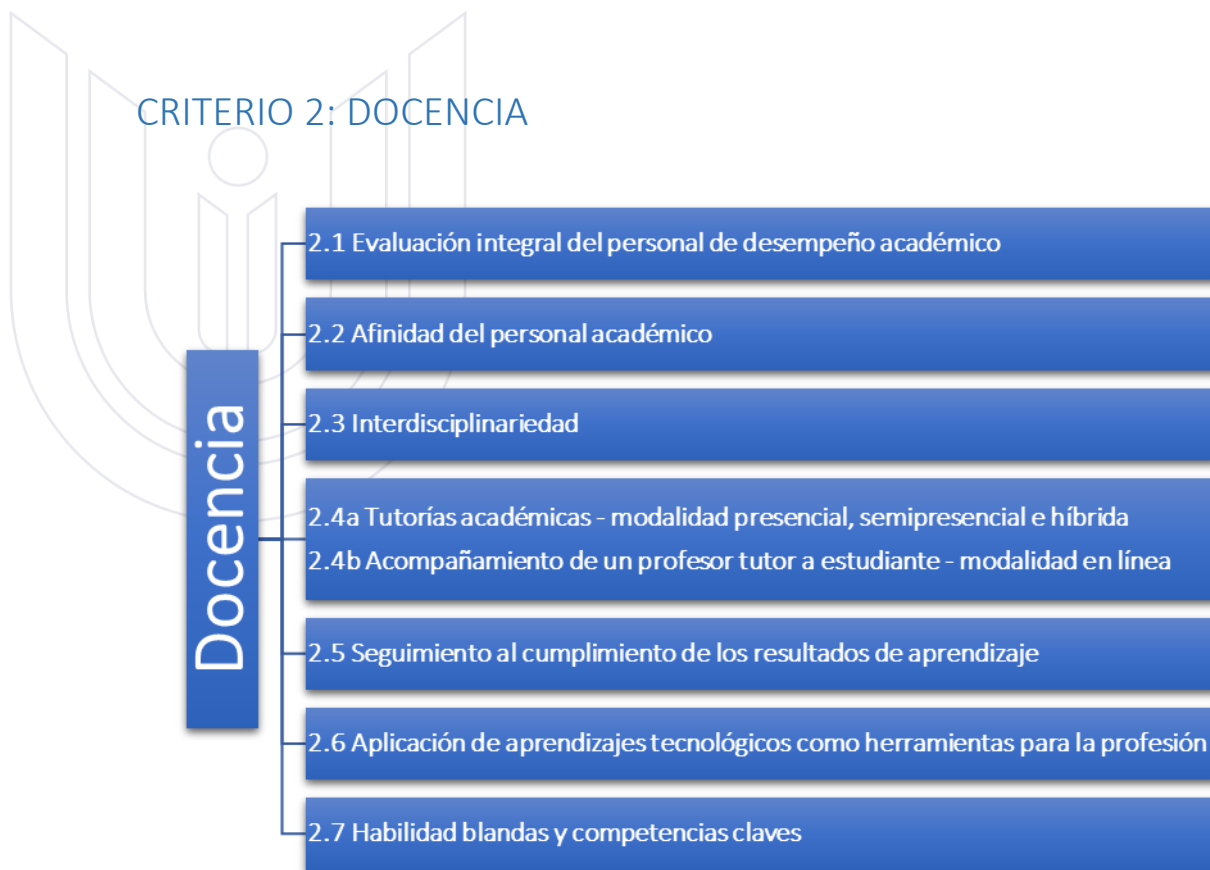 CRITERIO 2: DOCENCIA
Docencia
2.1 Evaluación integral del personal de desempeño académico
2.2 Afinidad del personal académico
2.3 Interdisciplinariedad
2.4a Tutorías académicas - modalidad presencial, semipresencial e híbrida
2.4b Acompañamiento de un profesor tutor a estudiante - modalidad en línea
2.5 Seguimiento al cumplimiento de los resultados de aprendizaje
2.6 Aplicación de aprendizajes tecnológicos como herramientas para la profesión
2.7 Habilidad blandas y competencias claves